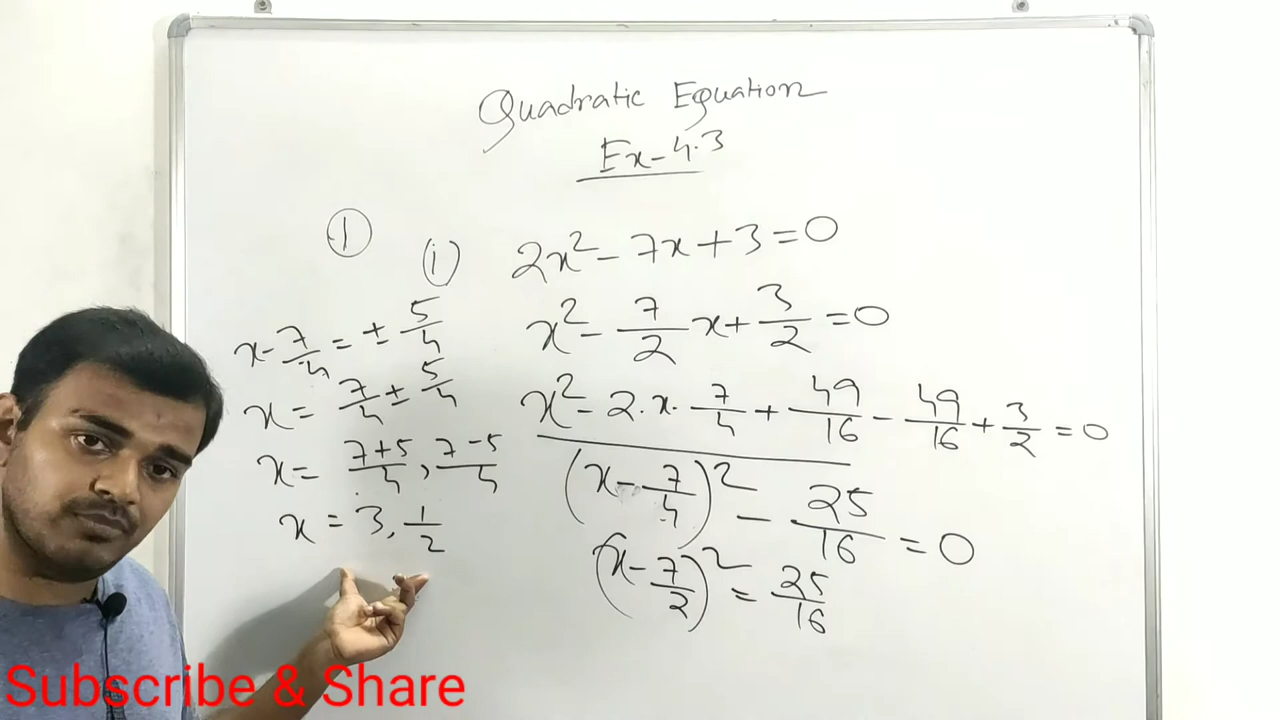 Quadratic Equation
Ex-4.3
① (i) 2x² - 7x + 3 = 0
x² - 7/2 x + 3/2 = 0
x² - 2·x· 7/4 + 49/16 - 49/16 + 3/2 = 0
(x - 7/4)² - 25/16 = 0
(x - 7/2)² = 25/16
x - 7/4 = ± 5/4
x = 7/4 ± 5/4
x = 7+5/4, 7-5/4
x = 3, 1/2
Subscribe & Share